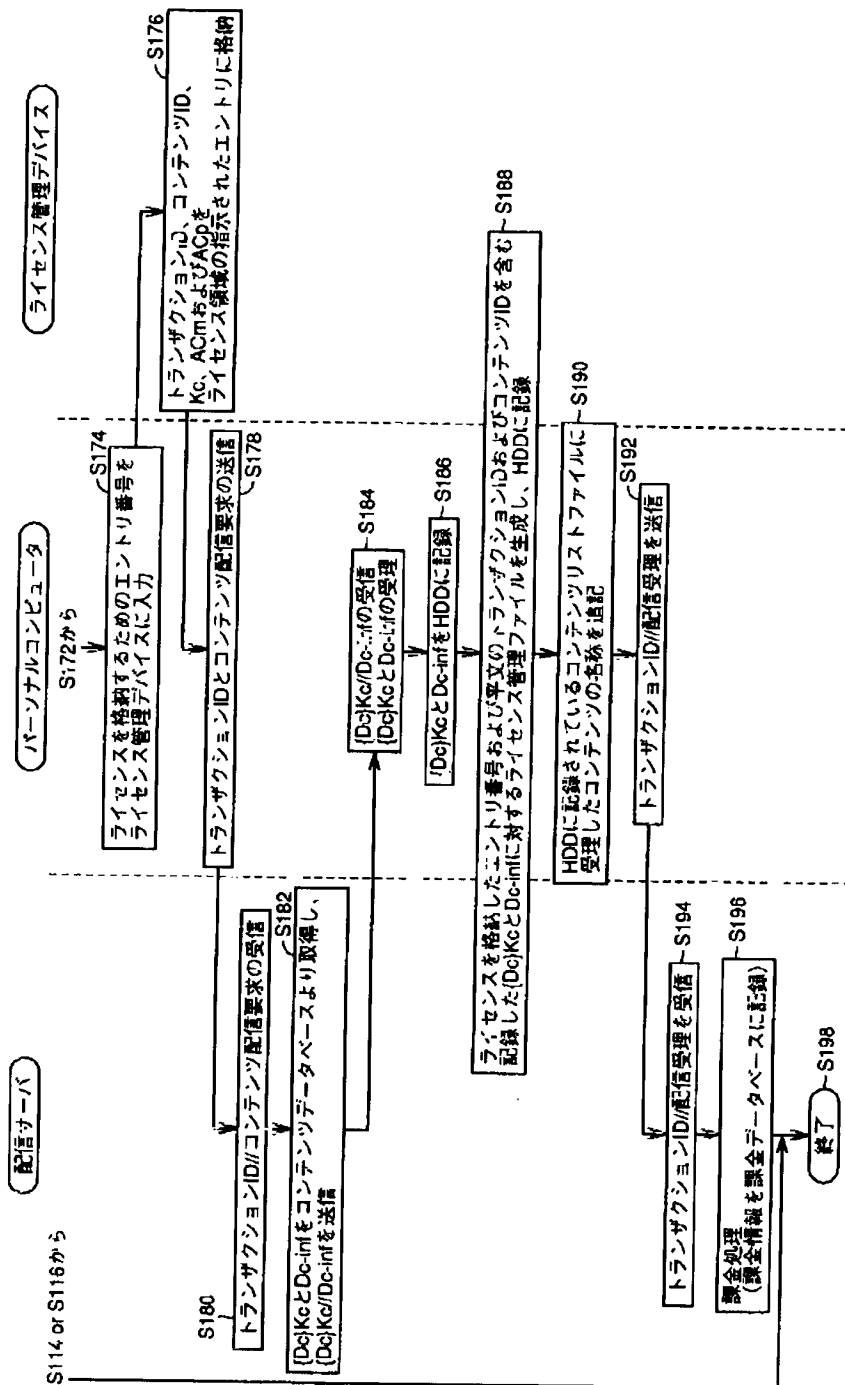 配信サーバ
パーソナルコンピュータ
ライセンス管理デバイス
S114 or S116から
S172から
S174
ライセンスを格納するためのエントリ番号を
ライセンス管理デバイスに入力
S176
トランザクションID、コンテンツID、
Kc、ACmおよびACpを
ライセンス領域の指示されたエントリに格納
S178
トランザクションIDとコンテンツ配信要求の送信
S180
トランザクションID//コンテンツ配信要求の受信
S182
{Dc}KcとDc-infをコンテンツデータベースより取得し、
{Dc}Kc//Dc-infを送信
S184
{Dc}Kc//Dc-infの受信
{Dc}KcとDc-infの受理
S186
{Dc}KcとDc-infをHDDに記録
S188
ライセンスを格納したエントリ番号および平文のトランザクションIDおよびコンテンツIDを含む
記録した{Dc}KcとDc-infに対するライセンス管理ファイルを生成し、HDDに記録
S190
HDDに記録されているコンテンツリストファイルに
受理したコンテンツの名称を追記
S192
トランザクションID//配信受理を送信
S194
トランザクションID//配信受理を受信
S196
課金処理
(課金情報を課金データベースに記録)
S198
終了